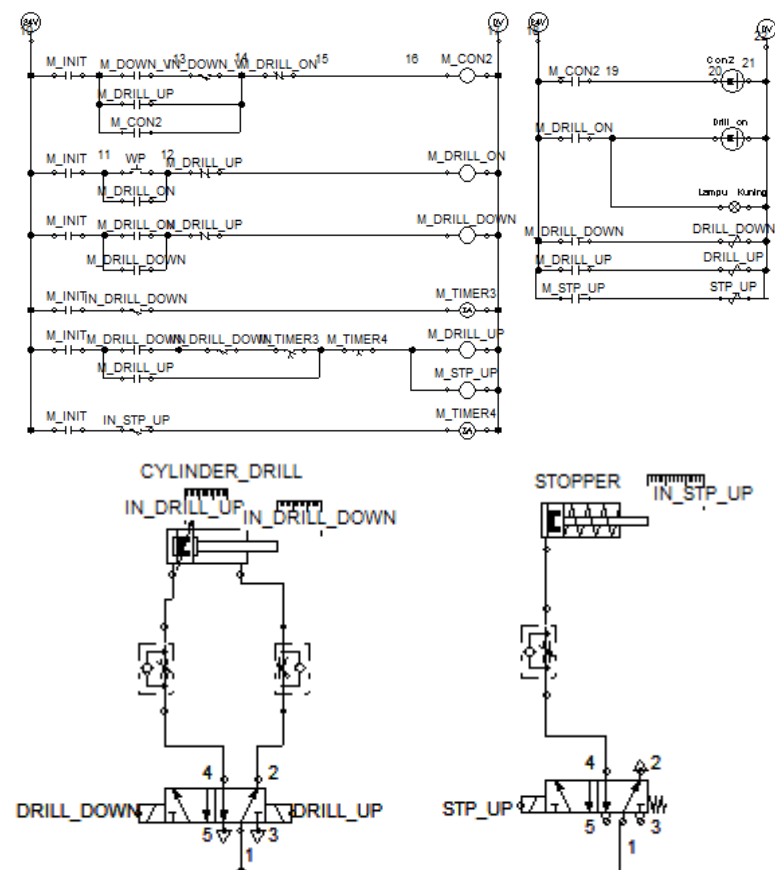 24V 0V 24V 0V
M_INIT M_DOWN_V 13 IN_DOWN_V 14 M_DRILL_ON 15 16 M_CON2
M_DRILL_UP
M_CON2
M_INIT 11 WP 12 M_DRILL_UP M_DRILL_ON
M_DRILL_ON
M_INIT M_DRILL_ON M_DRILL_UP M_DRILL_DOWN
M_DRILL_DOWN
M_INIT IN_DRILL_DOWN M_TIMER3
M_INIT M_DRILL_DOWN IN_DRILL_DOWN IN_TIMER3 M_TIMER4 M_DRILL_UP
M_DRILL_UP M_STP_UP
M_INIT IN_STP_UP M_TIMER4
M_CON2 19 20 Con2 21
M_DRILL_ON Drill_on
Lampu Kuning
M_DRILL_DOWN DRILL_DOWN
M_DRILL_UP DRILL_UP
M_STP_UP STP_UP
CYLINDER_DRILL
IN_DRILL_UP
IN_DRILL_DOWN
4 2
DRILL_DOWN DRILL_UP
5 3
1
STOPPER
IN_STP_UP
4 2
STP_UP
5 3
1